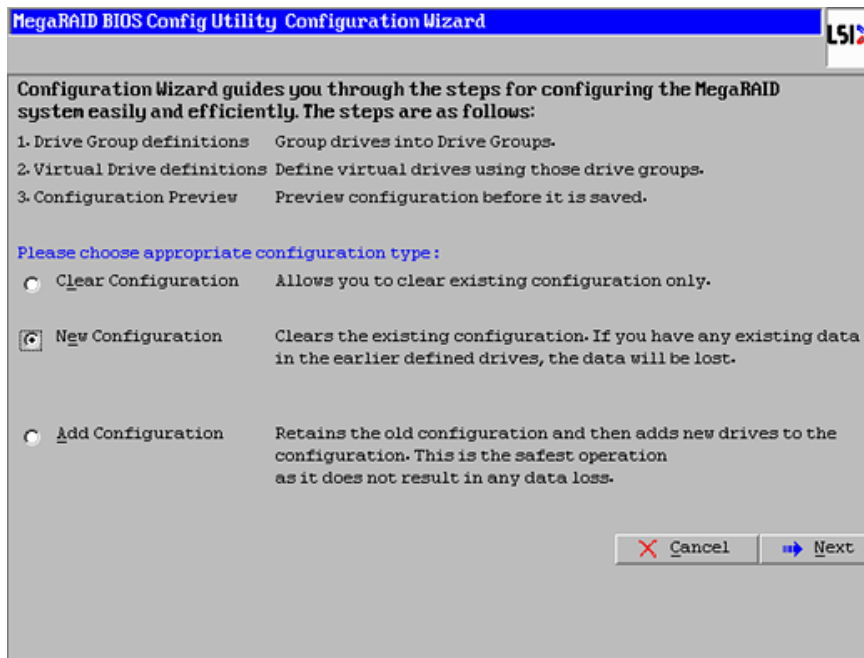 MegaRAID BIOS Config Utility Configuration Wizard
LSI
Configuration Wizard guides you through the steps for configuring the MegaRAID
system easily and efficiently. The steps are as follows:
1. Drive Group definitions Group drives into Drive Groups.
2. Virtual Drive definitions Define virtual drives using those drive groups.
3. Configuration Preview Preview configuration before it is saved.
Please choose appropriate configuration type:
Clear Configuration Allows you to clear existing configuration only.
New Configuration Clears the existing configuration. If you have any existing data
in the earlier defined drives, the data will be lost.
Add Configuration Retains the old configuration and then adds new drives to the
configuration. This is the safest operation
as it does not result in any data loss.
Cancel Next